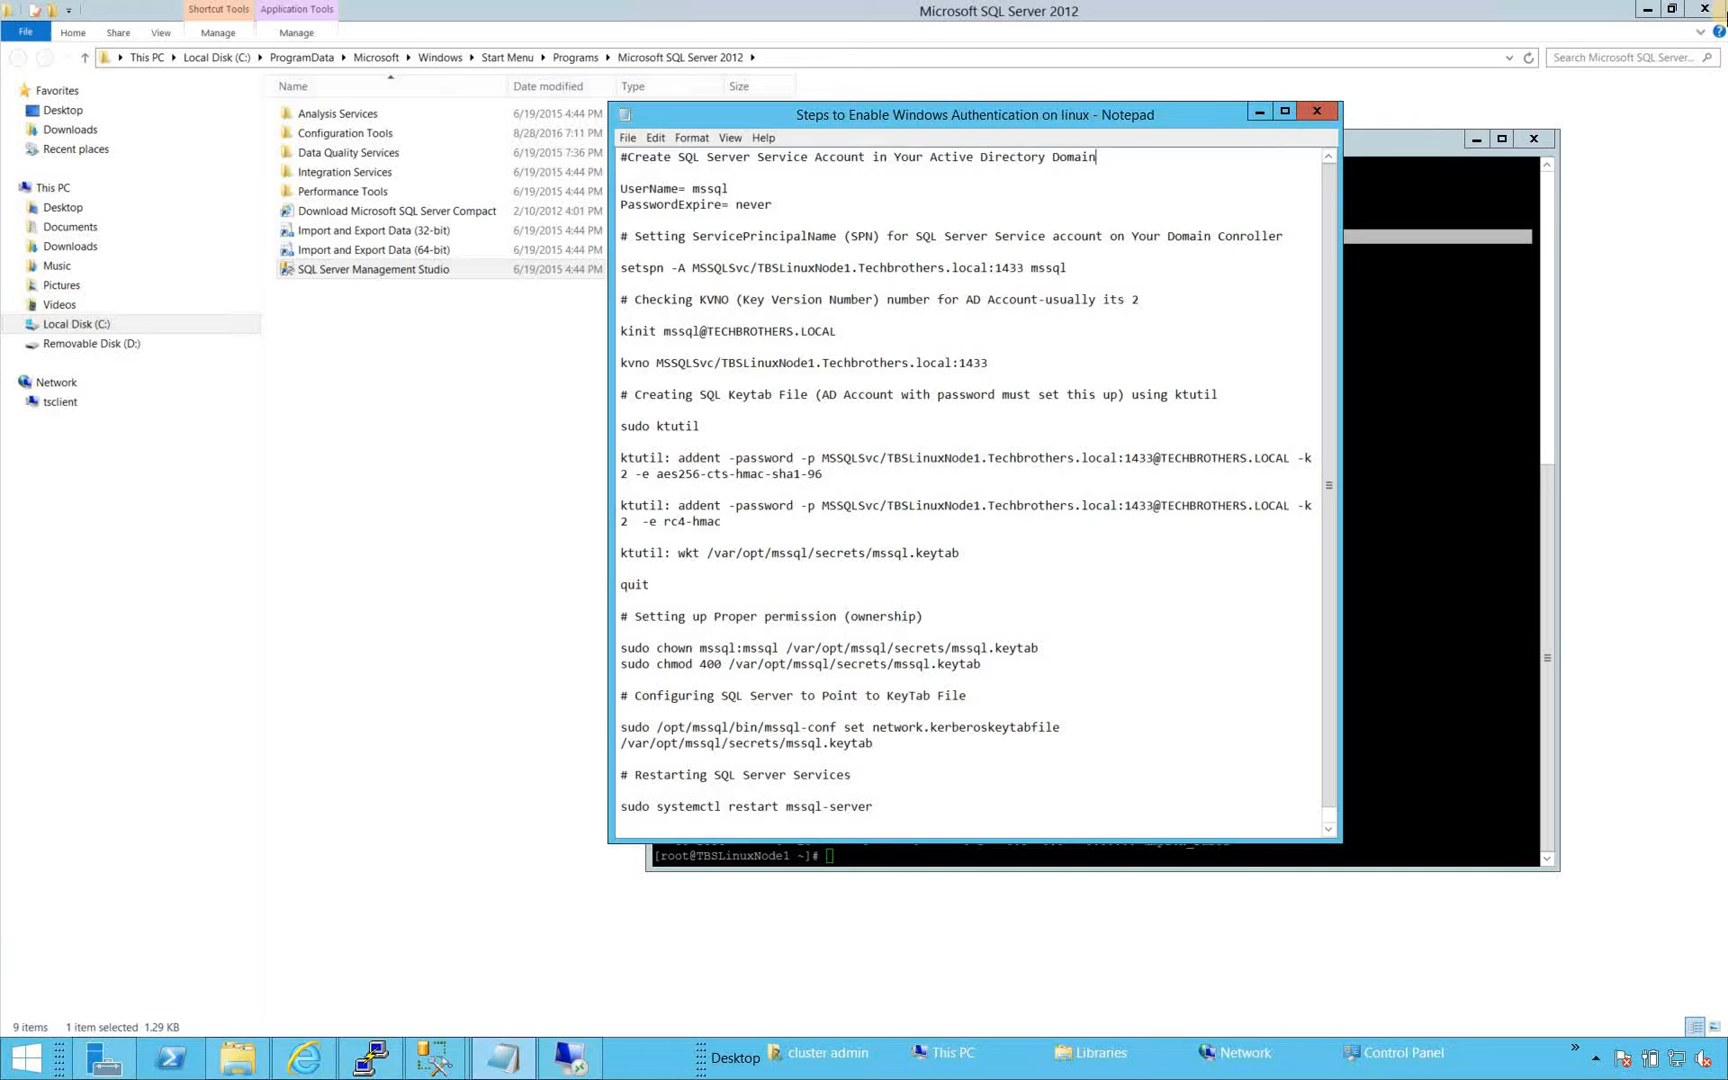 Shortcut Tools
Application Tools
Microsoft SQL Server 2012
File
Home
Share
View
Manage
Manage
This PC
Local Disk (C:)
ProgramData
Microsoft
Windows
Start Menu
Programs
Microsoft SQL Server 2012
Search Microsoft SQL Server...
Name
Date modified
Type
Size
Favorites
Desktop
Downloads
Recent places
This PC
Desktop
Documents
Downloads
Music
Pictures
Videos
Local Disk (C:)
Removable Disk (D:)
Network
tsclient
Analysis Services 6/19/2015 4:44 PM
Configuration Tools 8/28/2016 7:11 PM
Data Quality Services 6/19/2015 7:36 PM
Integration Services 6/19/2015 4:44 PM
Performance Tools 6/19/2015 4:44 PM
Download Microsoft SQL Server Compact 2/10/2012 4:01 PM
Import and Export Data (32-bit) 6/19/2015 4:44 PM
Import and Export Data (64-bit) 6/19/2015 4:44 PM
SQL Server Management Studio 6/19/2015 4:44 PM
Steps to Enable Windows Authentication on linux - Notepad
File Edit Format View Help
#Create SQL Server Service Account in Your Active Directory Domain
UserName= mssql
PasswordExpire= never
# Setting ServicePrincipalName (SPN) for SQL Server Service account on Your Domain Conroller
setspn -A MSSQLSvc/TBSLinuxNode1.Techbrothers.local:1433 mssql
# Checking KVNO (Key Version Number) number for AD Account-usually its 2
kinit mssql@TECHBROTHERS.LOCAL
kvno MSSQLSvc/TBSLinuxNode1.Techbrothers.local:1433
# Creating SQL Keytab File (AD Account with password must set this up) using ktutil
sudo ktutil
ktutil: addent -password -p MSSQLSvc/TBSLinuxNode1.Techbrothers.local:1433@TECHBROTHERS.LOCAL -k
2 -e aes256-cts-hmac-sha1-96
ktutil: addent -password -p MSSQLSvc/TBSLinuxNode1.Techbrothers.local:1433@TECHBROTHERS.LOCAL -k
2  -e rc4-hmac
ktutil: wkt /var/opt/mssql/secrets/mssql.keytab
quit
# Setting up Proper permission (ownership)
sudo chown mssql:mssql /var/opt/mssql/secrets/mssql.keytab
sudo chmod 400 /var/opt/mssql/secrets/mssql.keytab
# Configuring SQL Server to Point to KeyTab File
sudo /opt/mssql/bin/mssql-conf set network.kerberoskeytabfile
/var/opt/mssql/secrets/mssql.keytab
# Restarting SQL Server Services
sudo systemctl restart mssql-server
[root@TBSLinuxNode1 ~]#
9 items 1 item selected 1.29 KB
Desktop
cluster admin
This PC
Libraries
Network
Control Panel